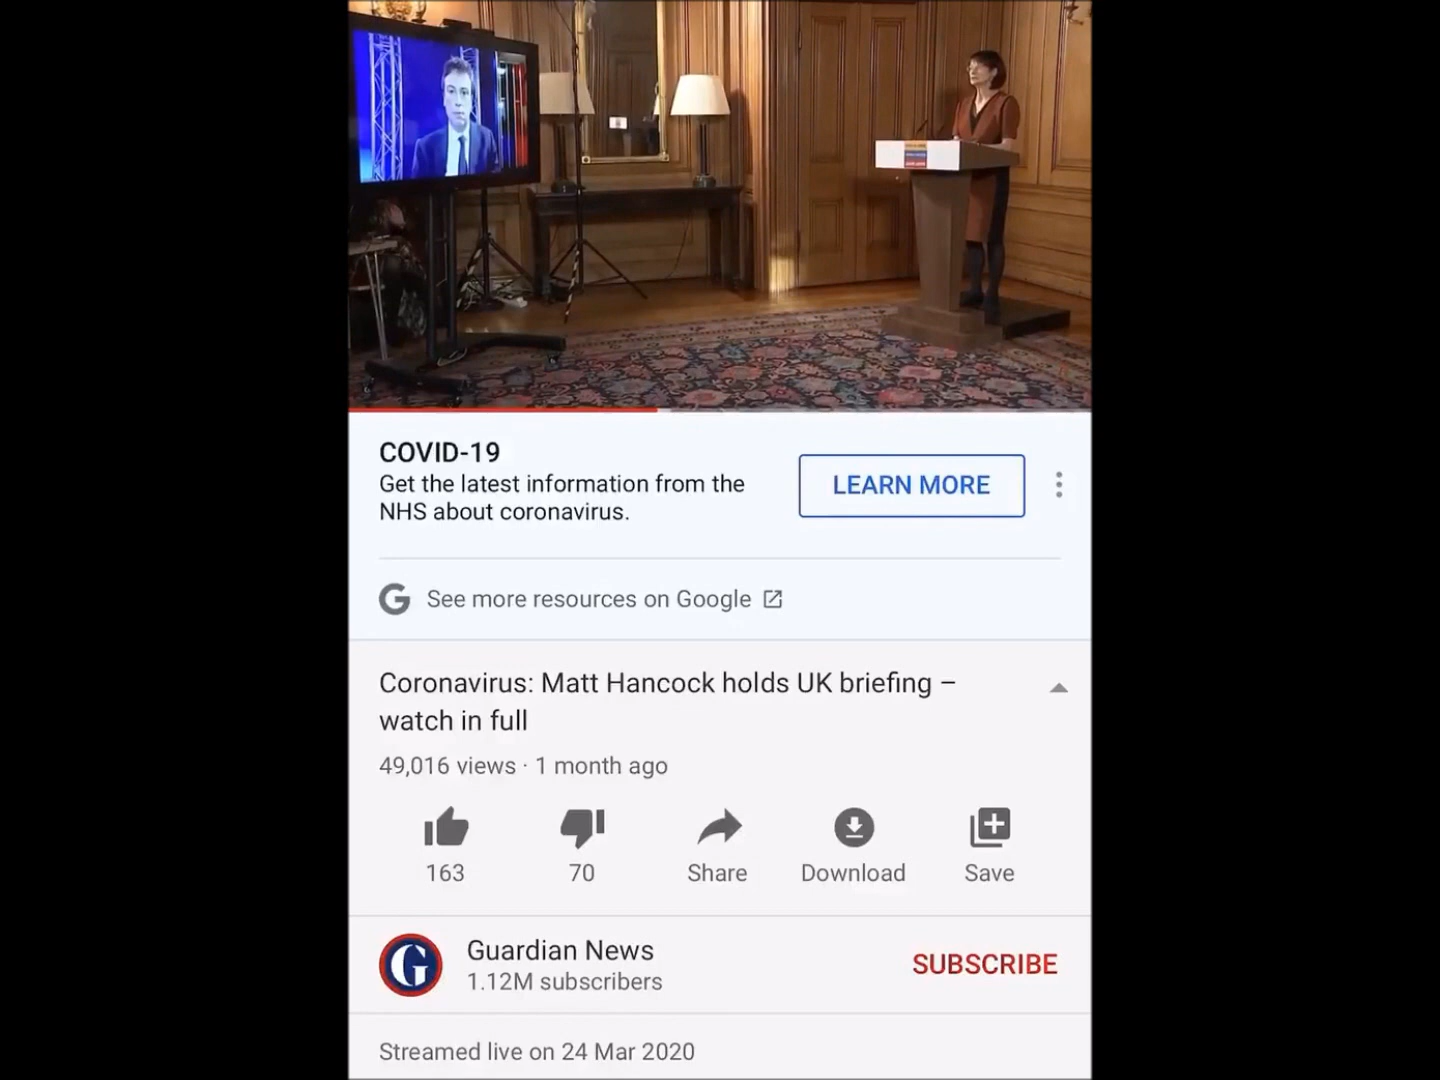 COVID-19
Get the latest information from the
NHS about coronavirus.
LEARN MORE
See more resources on Google
Coronavirus: Matt Hancock holds UK briefing –
watch in full
49,016 views · 1 month ago
163
70
Share
Download
Save
G
Guardian News
1.12M subscribers
SUBSCRIBE
Streamed live on 24 Mar 2020